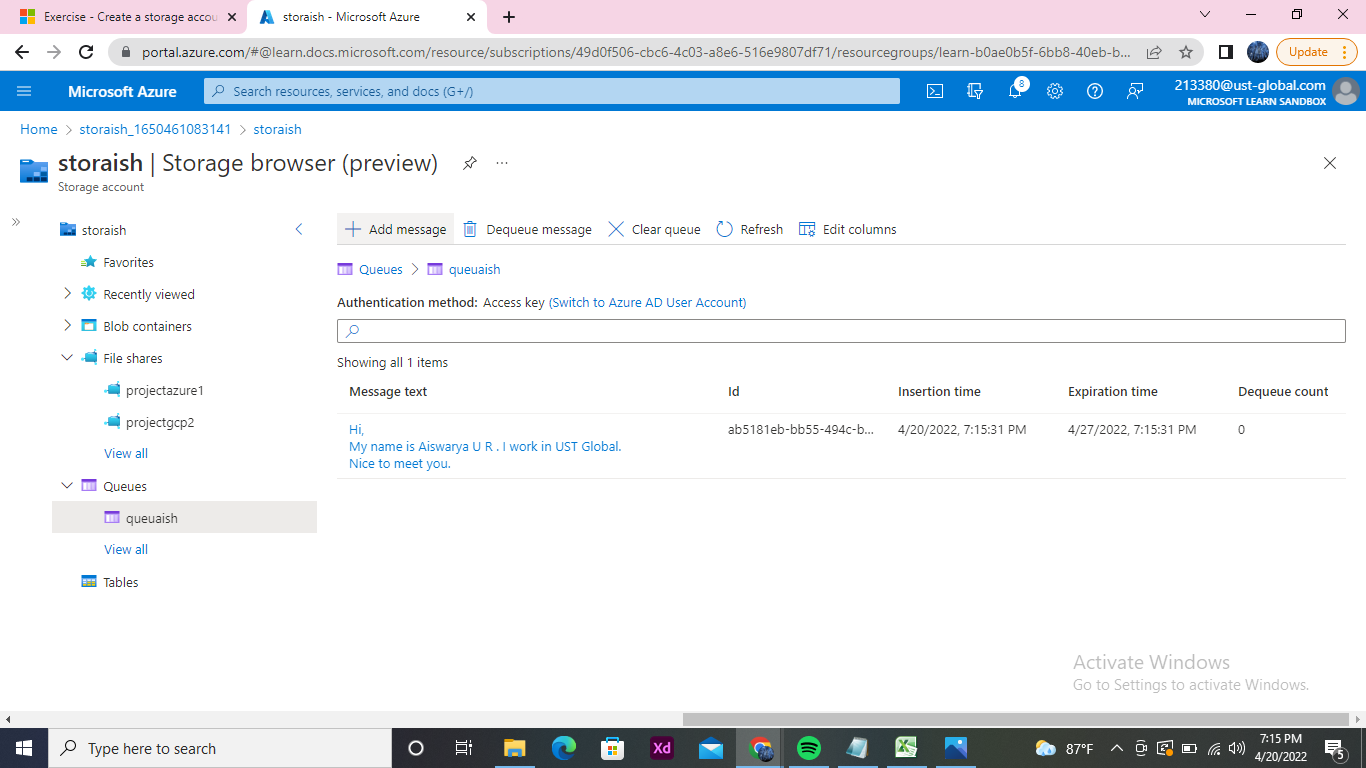 Exercise - Create a storage accou
storaish - Microsoft Azure
portal.azure.com/#@learn.docs.microsoft.com/resource/subscriptions/49d0f506-cbc6-4c03-a8e6-516e9807df71/resourcegroups/learn-b0ae0b5f-6bb8-40eb-b...
Update
Microsoft Azure
Search resources, services, and docs (G+/)
8
213380@ust-global.com
MICROSOFT LEARN SANDBOX
Home > storaish_1650461083141 > storaish
storaish | Storage browser (preview)
Storage account
storaish
Favorites
Recently viewed
Blob containers
File shares
projectazure1
projectgcp2
View all
Queues
queuaish
View all
Tables
Add message Dequeue message Clear queue Refresh Edit columns
Queues > queuaish
Authentication method: Access key (Switch to Azure AD User Account)
Showing all 1 items
Message text Id Insertion time Expiration time Dequeue count
Hi, ab5181eb-bb55-494c-b... 4/20/2022, 7:15:31 PM 4/27/2022, 7:15:31 PM 0
My name is Aiswarya U R . I work in UST Global.
Nice to meet you.
Activate Windows
Go to Settings to activate Windows.
Type here to search
Xd
87°F
7:15 PM
4/20/2022
5